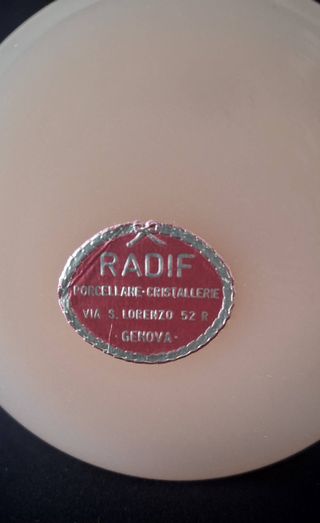 RADIF
PORCELLANE-CRISTALLERIE
VIA S. LORENZO 52 R
-GENOVA-